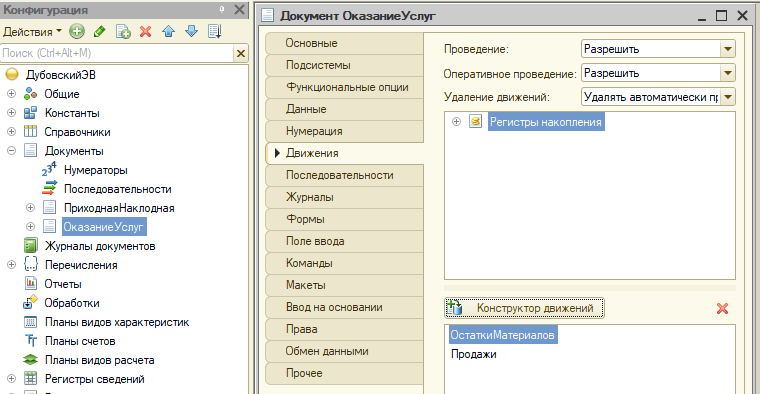 Конфигурация
Действия
Поиск (Ctrl+Alt+M)
ДубовскийЭВ
Общие
Константы
Справочники
Документы
Нумераторы
Последовательности
ПриходнаяНаклодная
ОказаниеУслуг
Журналы документов
Перечисления
Отчеты
Обработки
Планы видов характеристик
Планы счетов
Планы видов расчета
Регистры сведений
Документ ОказаниеУслуг
Основные
Подсистемы
Функциональные опции
Данные
Нумерация
Движения
Последовательности
Журналы
Формы
Поле ввода
Команды
Макеты
Ввод на основании
Права
Обмен данными
Прочее
Проведение: Разрешить
Оперативное проведение: Разрешить
Удаление движений: Удалять автоматически пр
Регистры накопления
Конструктор движений
ОстаткиМатериалов
Продажи